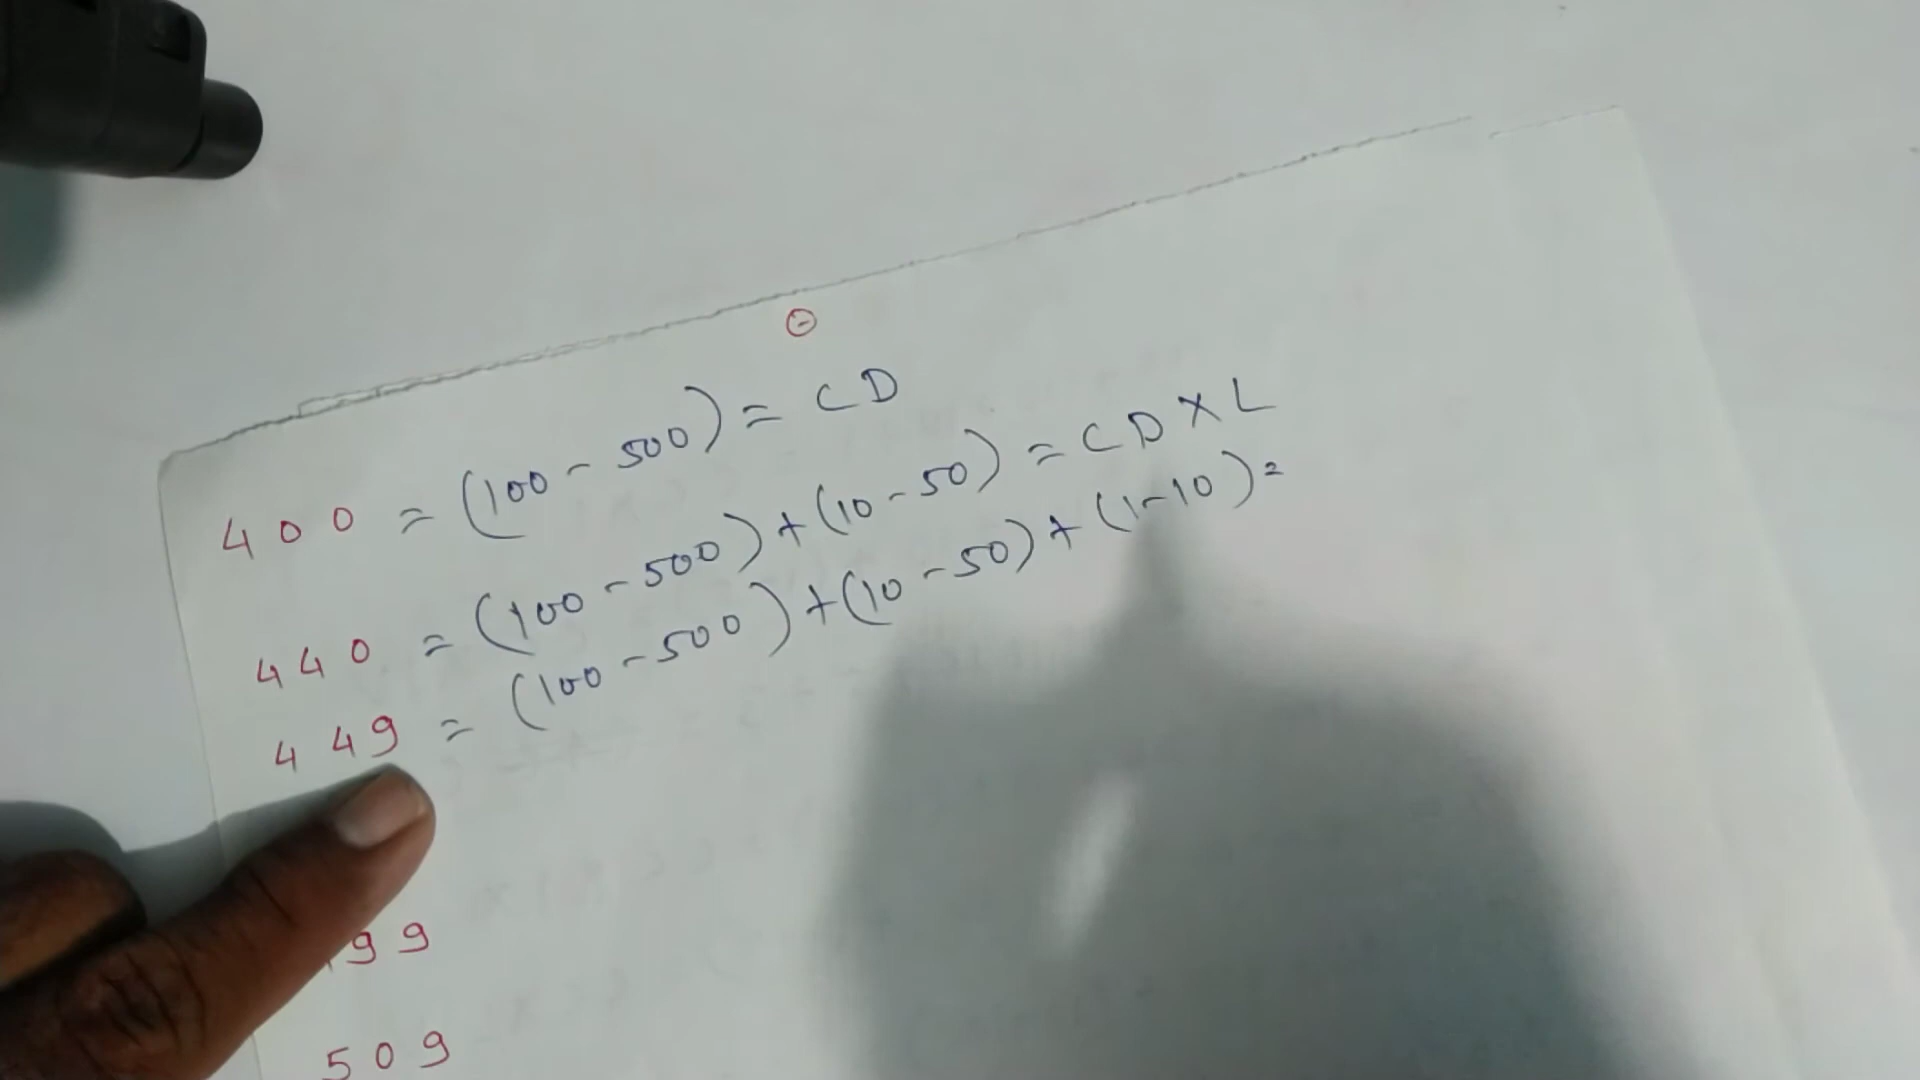 400 = (100 - 500) = CD
440 = (100 - 500) + (10 - 50) = CDXL
449 = (100 - 500) + (10 - 50) + (1 - 10) =
99
509